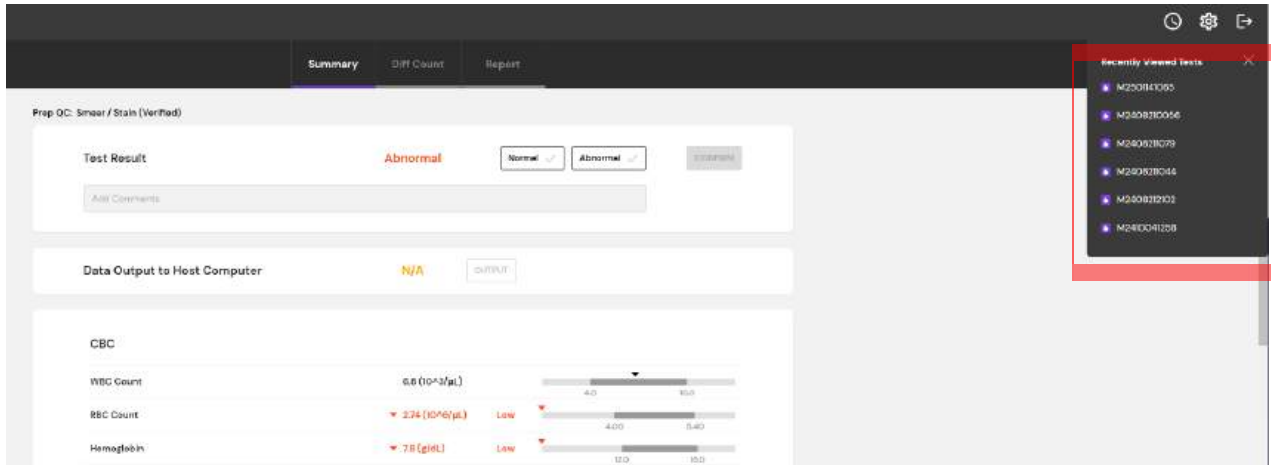 Summary Diff Count Report
Recently Viewed Tests
M2501141065
M2408210056
M2408211079
M2408211044
M2408212102
M2410041258
Prep QC: Smear / Stain (Verified)
Test Result Abnormal Normal Abnormal CONFIRM
Add Comments
Data Output to Host Computer N/A OUTPUT
CBC
WBC Count 6.8 (10^3/µL) 4.0 10.0
RBC Count 2.74 (10^6/µL) Low 4.00 5.40
Hemoglobin 7.8 (g/dL) Low 12.0 15.0